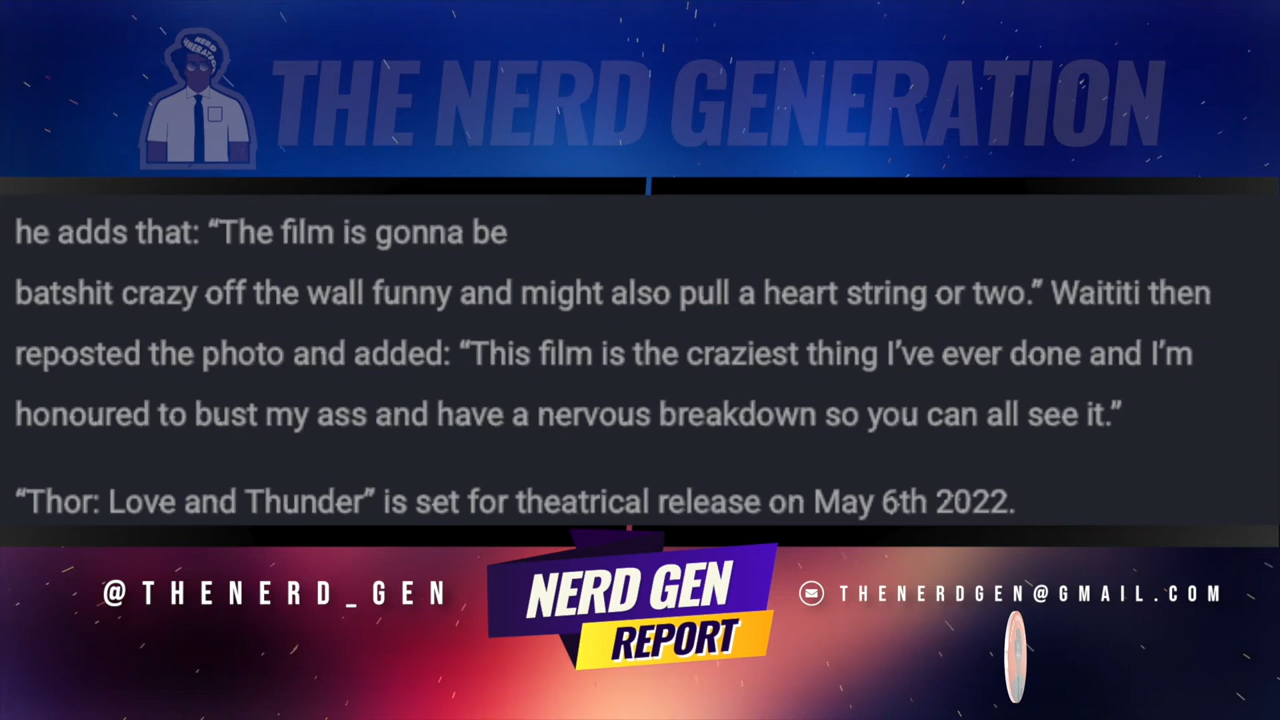 THE NERD GENERATION
he adds that: “The film is gonna be
batshit crazy off the wall funny and might also pull a heart string or two.” Waititi then
reposted the photo and added: “This film is the craziest thing I’ve ever done and I’m
honoured to bust my ass and have a nervous breakdown so you can all see it.”
“Thor: Love and Thunder” is set for theatrical release on May 6th 2022.
@THENERD_GEN
NERD GEN
REPORT
THENERDGEN@GMAIL.COM